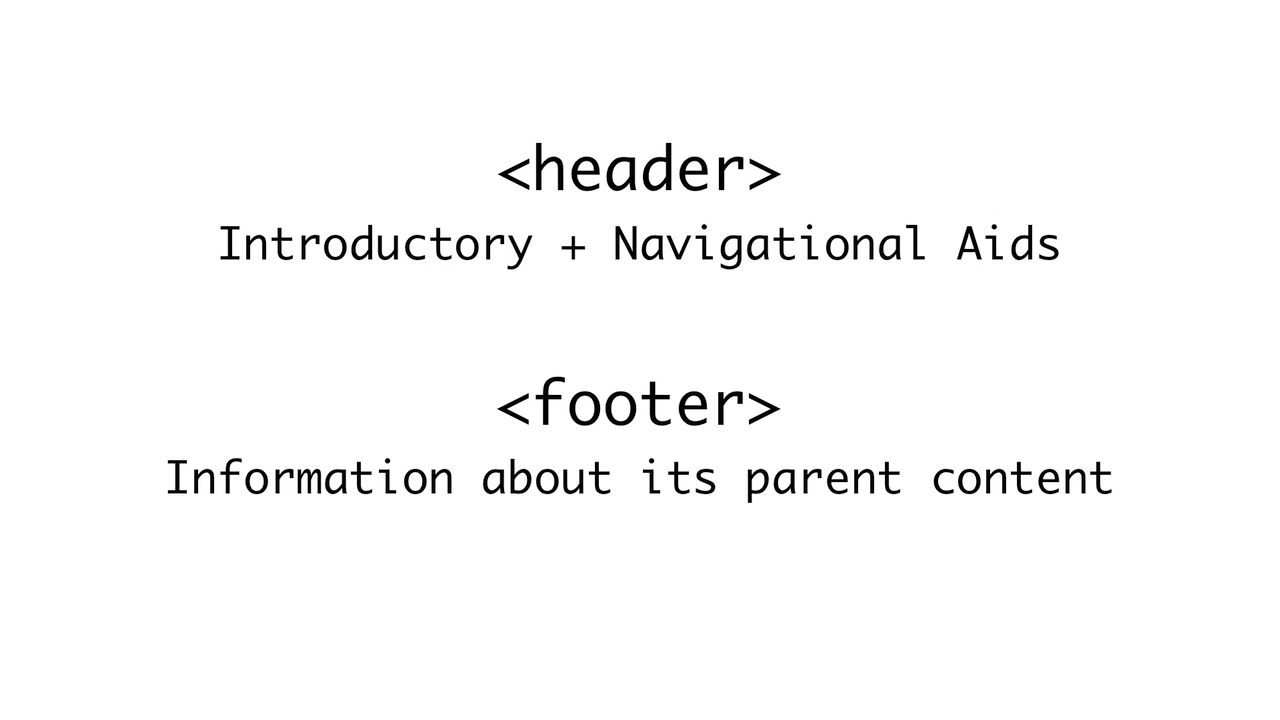 <header>
Introductory + Navigational Aids
<footer>
Information about its parent content